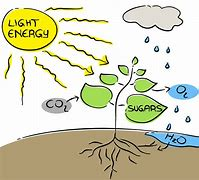 LIGHT
ENERGY
CO₂
SUGARS
O₂
H₂O